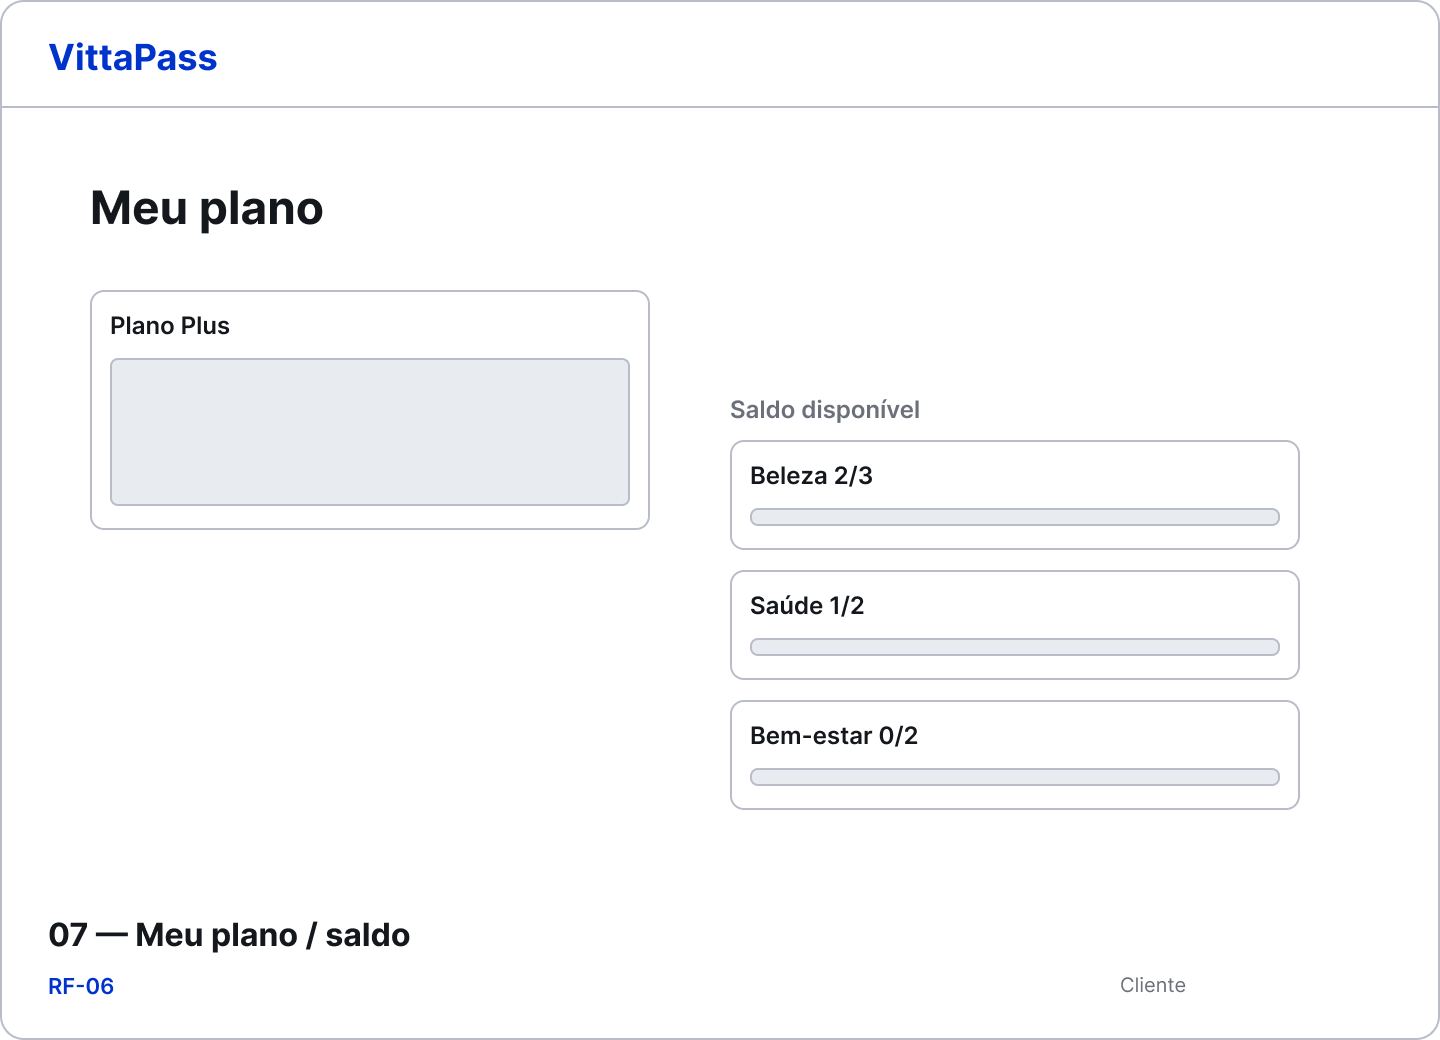 VittaPass
Meu plano
Plano Plus
Saldo disponível
Beleza 2/3
Saúde 1/2
Bem-estar 0/2
07 — Meu plano / saldo
RF-06
Cliente